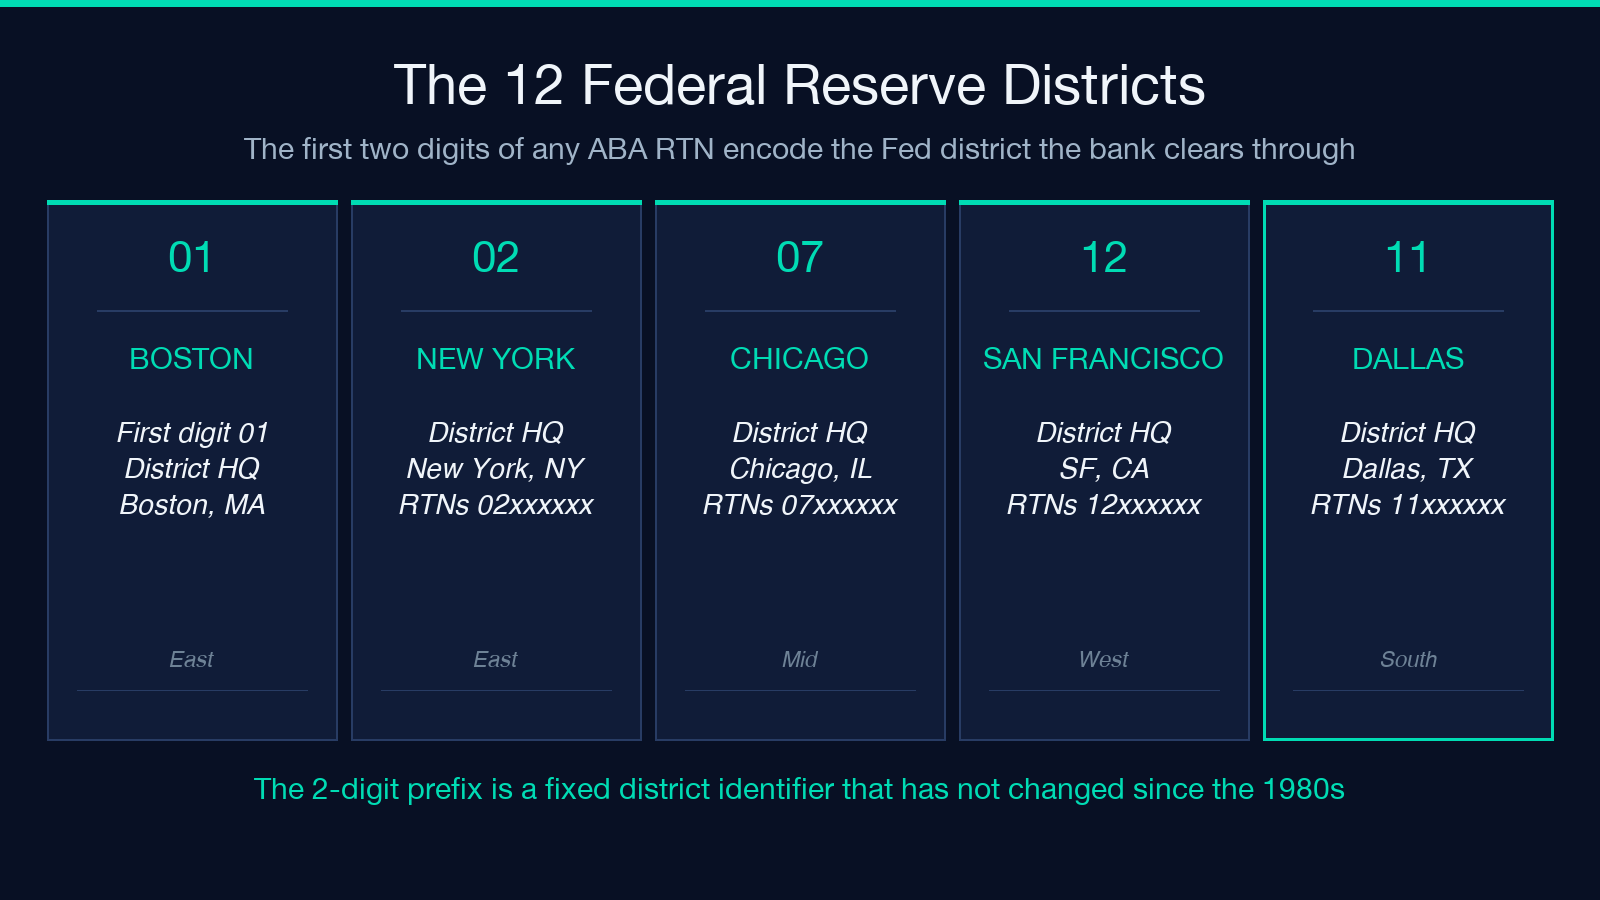 The 12 Federal Reserve Districts
The first two digits of any ABA RTN encode the Fed district the bank clears through
01
BOSTON
First digit 01
District HQ
Boston, MA
East
02
NEW YORK
District HQ
New York, NY
RTNs 02xxxxxx
East
07
CHICAGO
District HQ
Chicago, IL
RTNs 07xxxxxx
Mid
12
SAN FRANCISCO
District HQ
SF, CA
RTNs 12xxxxxx
West
11
DALLAS
District HQ
Dallas, TX
RTNs 11xxxxxx
South
The 2-digit prefix is a fixed district identifier that has not changed since the 1980s